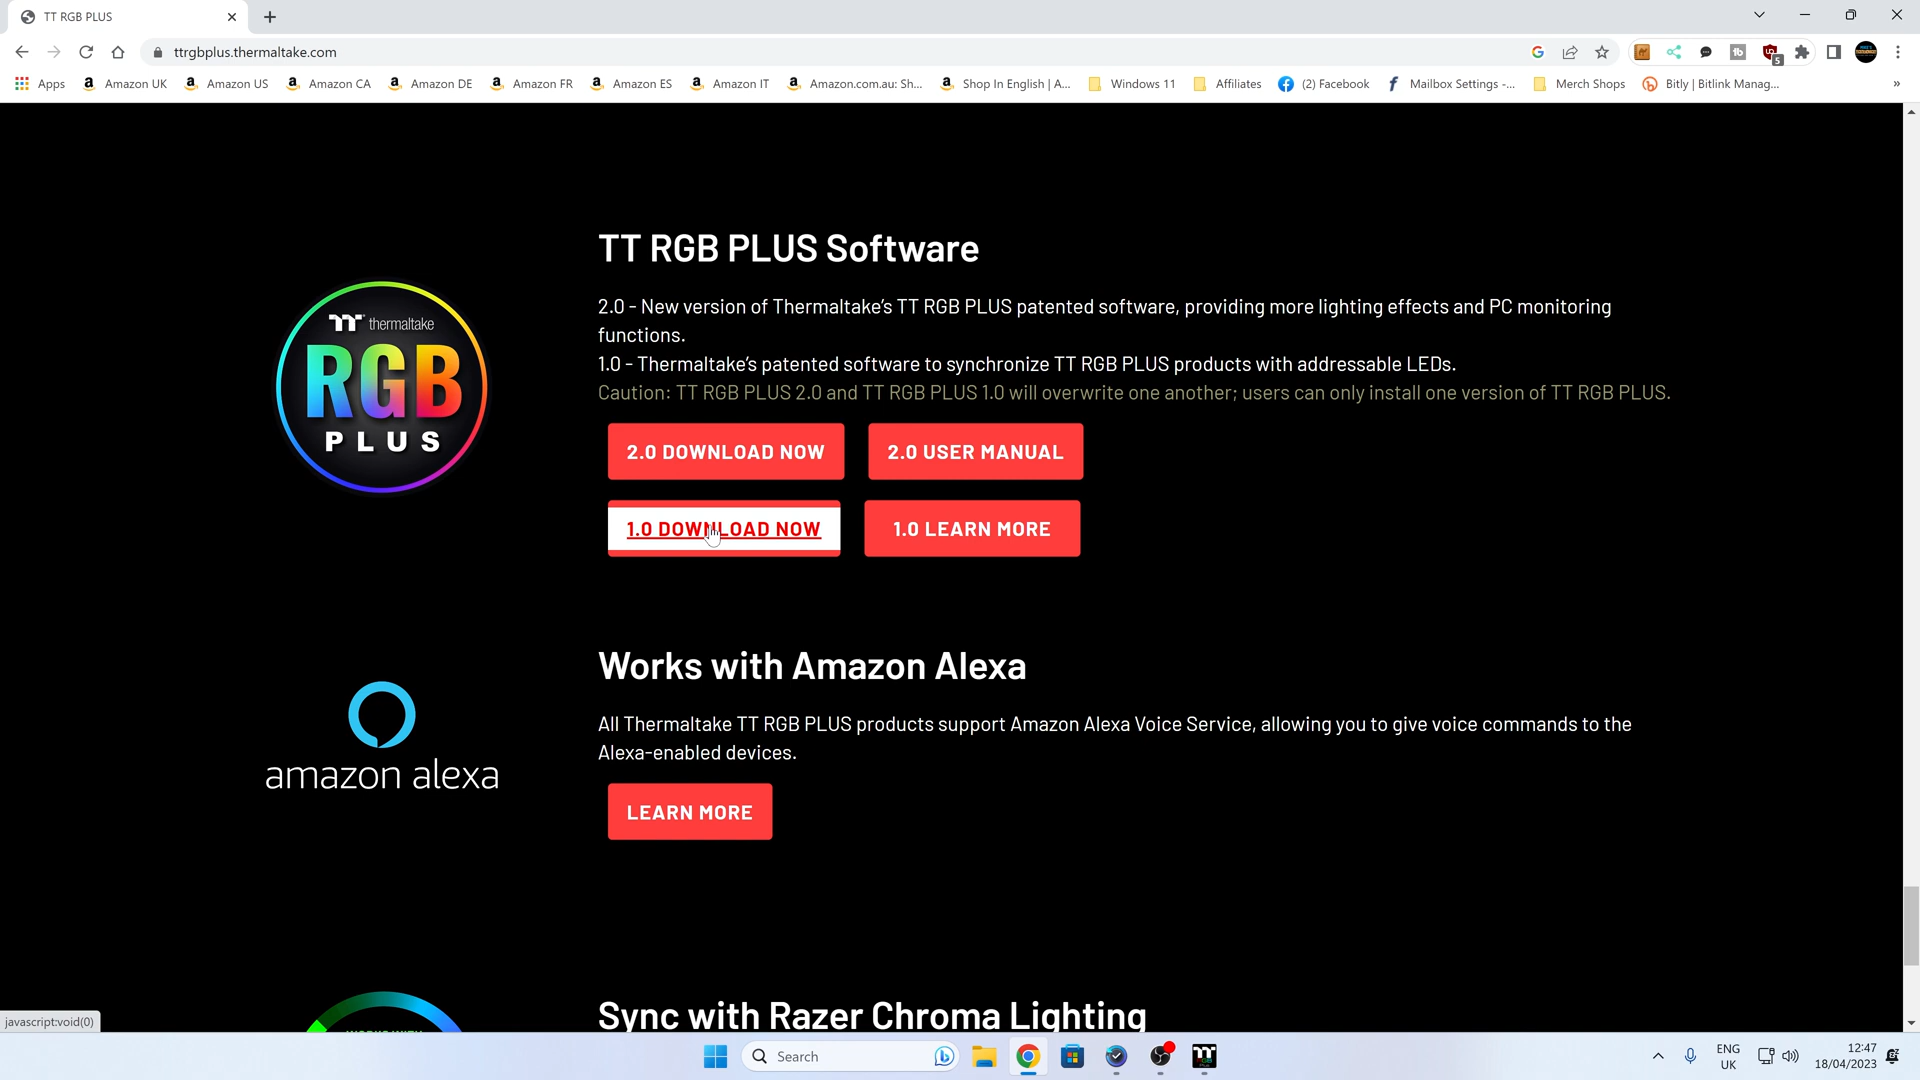 TT RGB PLUS
ttrgbplus.thermaltake.com
Apps Amazon UK Amazon US Amazon CA Amazon DE Amazon FR Amazon ES Amazon IT Amazon.com.au: Sh... Shop In English | A... Windows 11 Affiliates (2) Facebook Mailbox Settings -... Merch Shops Bitly | Bitlink Manag... »
5
TT RGB PLUS Software
thermaltake
RGB
PLUS
2.0 - New version of Thermaltake's TT RGB PLUS patented software, providing more lighting effects and PC monitoring
functions.
1.0 - Thermaltake's patented software to synchronize TT RGB PLUS products with addressable LEDs.
Caution: TT RGB PLUS 2.0 and TT RGB PLUS 1.0 will overwrite one another; users can only install one version of TT RGB PLUS.
2.0 DOWNLOAD NOW 2.0 USER MANUAL
1.0 DOWNLOAD NOW 1.0 LEARN MORE
Works with Amazon Alexa
amazon alexa
All Thermaltake TT RGB PLUS products support Amazon Alexa Voice Service, allowing you to give voice commands to the
Alexa-enabled devices.
LEARN MORE
Sync with Razer Chroma Lighting
javascript:void(0)
Search
ENG
UK
12:47
18/04/2023